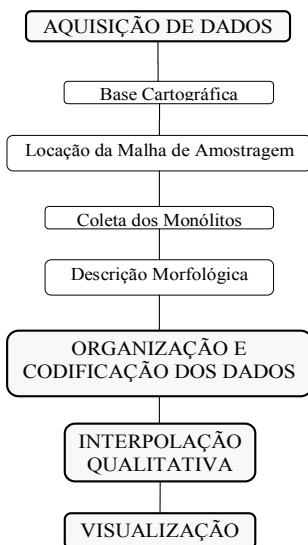 AQUISIÇÃO DE DADOS
Base Cartográfica
Locação da Malha de Amostragem
Coleta dos Monólitos
Descrição Morfológica
ORGANIZAÇÃO E
CODIFICAÇÃO DOS DADOS
INTERPOLAÇÃO
QUALITATIVA
VISUALIZAÇÃO